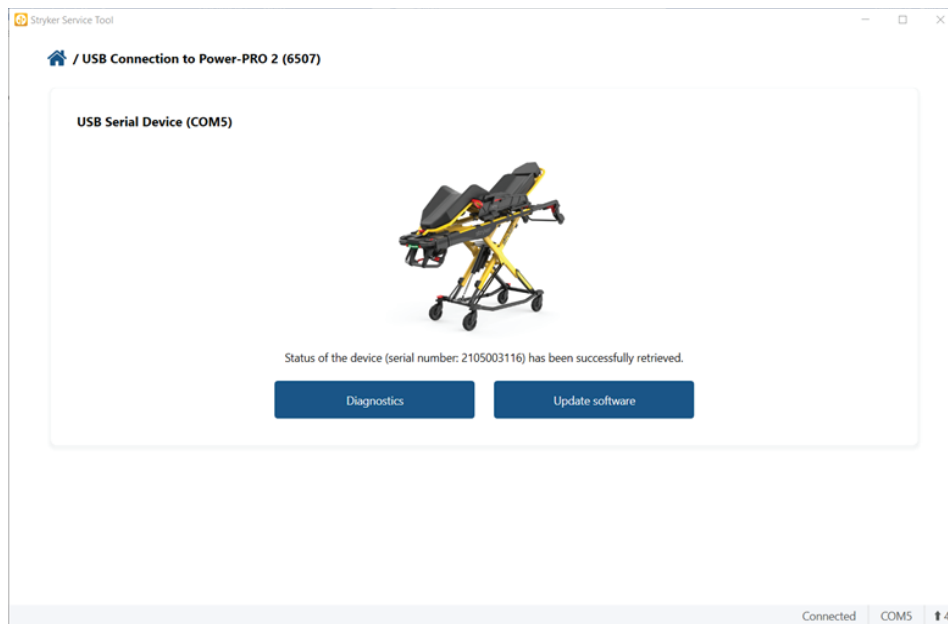 Stryker Service Tool
/ USB Connection to Power-PRO 2 (6507)
USB Serial Device (COM5)
Status of the device (serial number: 2105003116) has been successfully retrieved.
Diagnostics Update software
Connected COM5 4